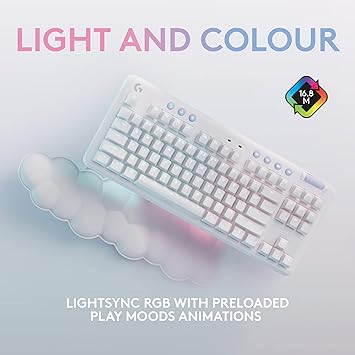 LIGHT AND COLOUR
16.8
M
LIGHTSYNC RGB WITH PRELOADED
PLAY MOODS ANIMATIONS